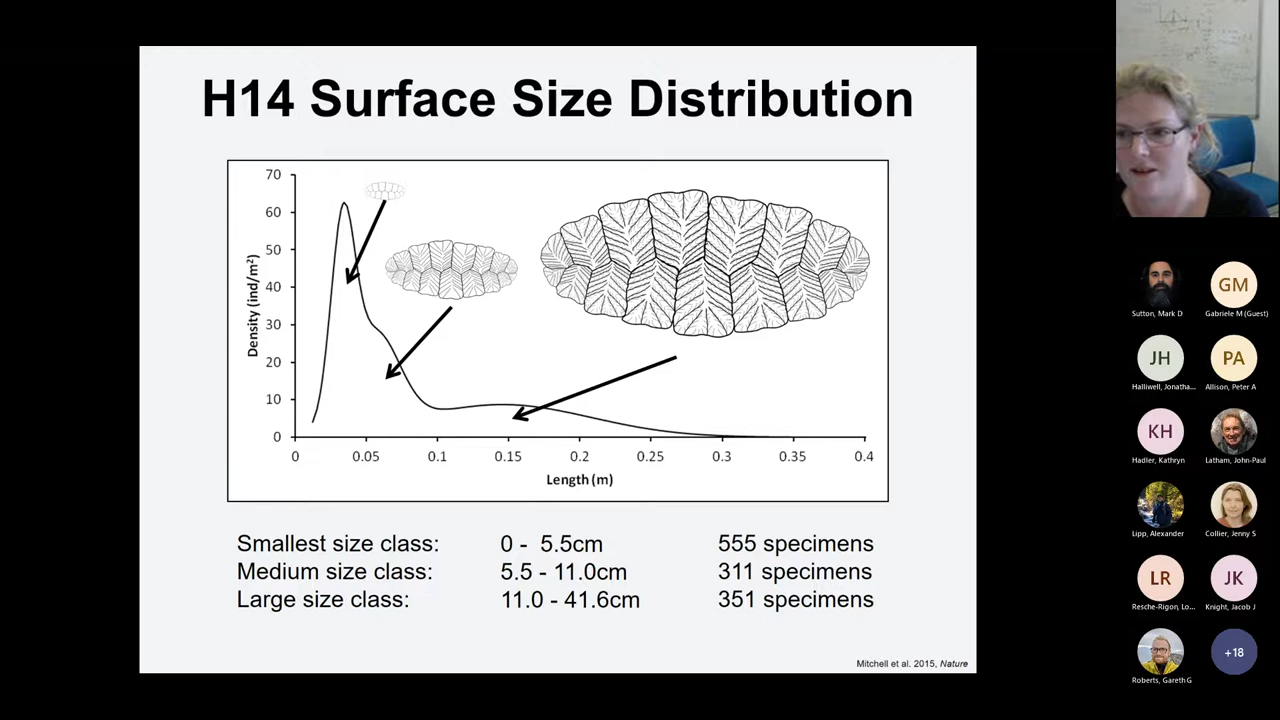 H14 Surface Size Distribution
70
60
50
40
30
20
10
0
Density (ind/m²)
0 0.05 0.1 0.15 0.2 0.25 0.3 0.35 0.4
Length (m)
Smallest size class: 0 - 5.5cm 555 specimens
Medium size class: 5.5 - 11.0cm 311 specimens
Large size class: 11.0 - 41.6cm 351 specimens
Mitchell et al. 2015, Nature
GM
Sutton, Mark D Gabriele M (Guest)
JH PA
Halliwell, Jonatha... Allison, Peter A
KH
Hadler, Kathryn Latham, John-Paul
Lipp, Alexander Collier, Jenny S
LR JK
Resche-Rigon, Lo... Knight, Jacob J
+18
Roberts, Gareth G